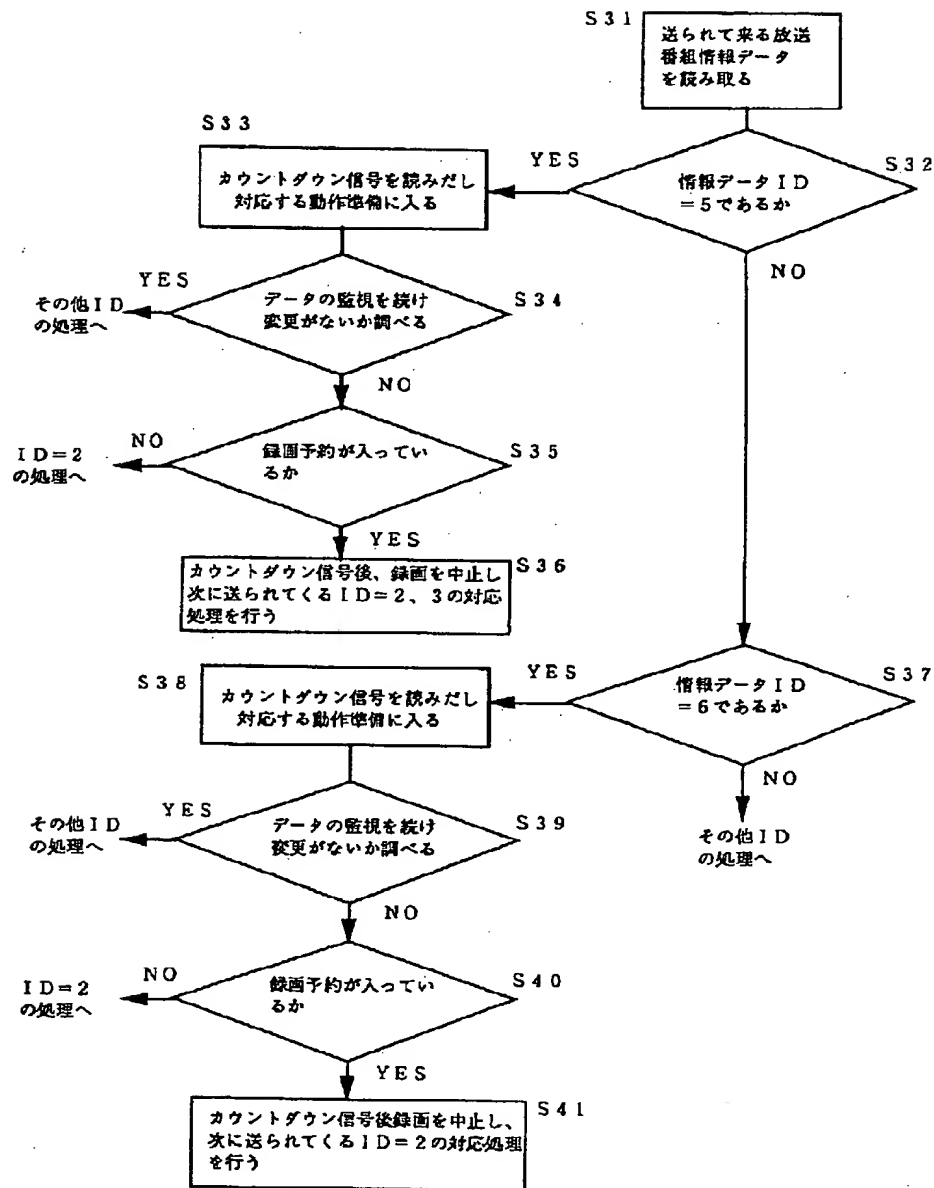 S31
送られて来る放送
番組情報データ
を読み取る
S32
情報データID
=5であるか
YES
NO
S33
カウントダウン信号を読みだし
対応する動作準備に入る
S34
データの監視を続け
変更がないか調べる
YES
その他ID
の処理へ
NO
S35
録画予約が入ってい
るか
NO
ID=2
の処理へ
YES
S36
カウントダウン信号後、録画を中止し
次に送られてくるID=2、3の対応
処理を行う
S37
情報データID
=6であるか
YES
NO
その他ID
の処理へ
S38
カウントダウン信号を読みだし
対応する動作準備に入る
S39
データの監視を続け
変更がないか調べる
YES
その他ID
の処理へ
NO
S40
録画予約が入ってい
るか
NO
ID=2
の処理へ
YES
S41
カウントダウン信号後録画を中止し、
次に送られてくるID=2の対応処理
を行う